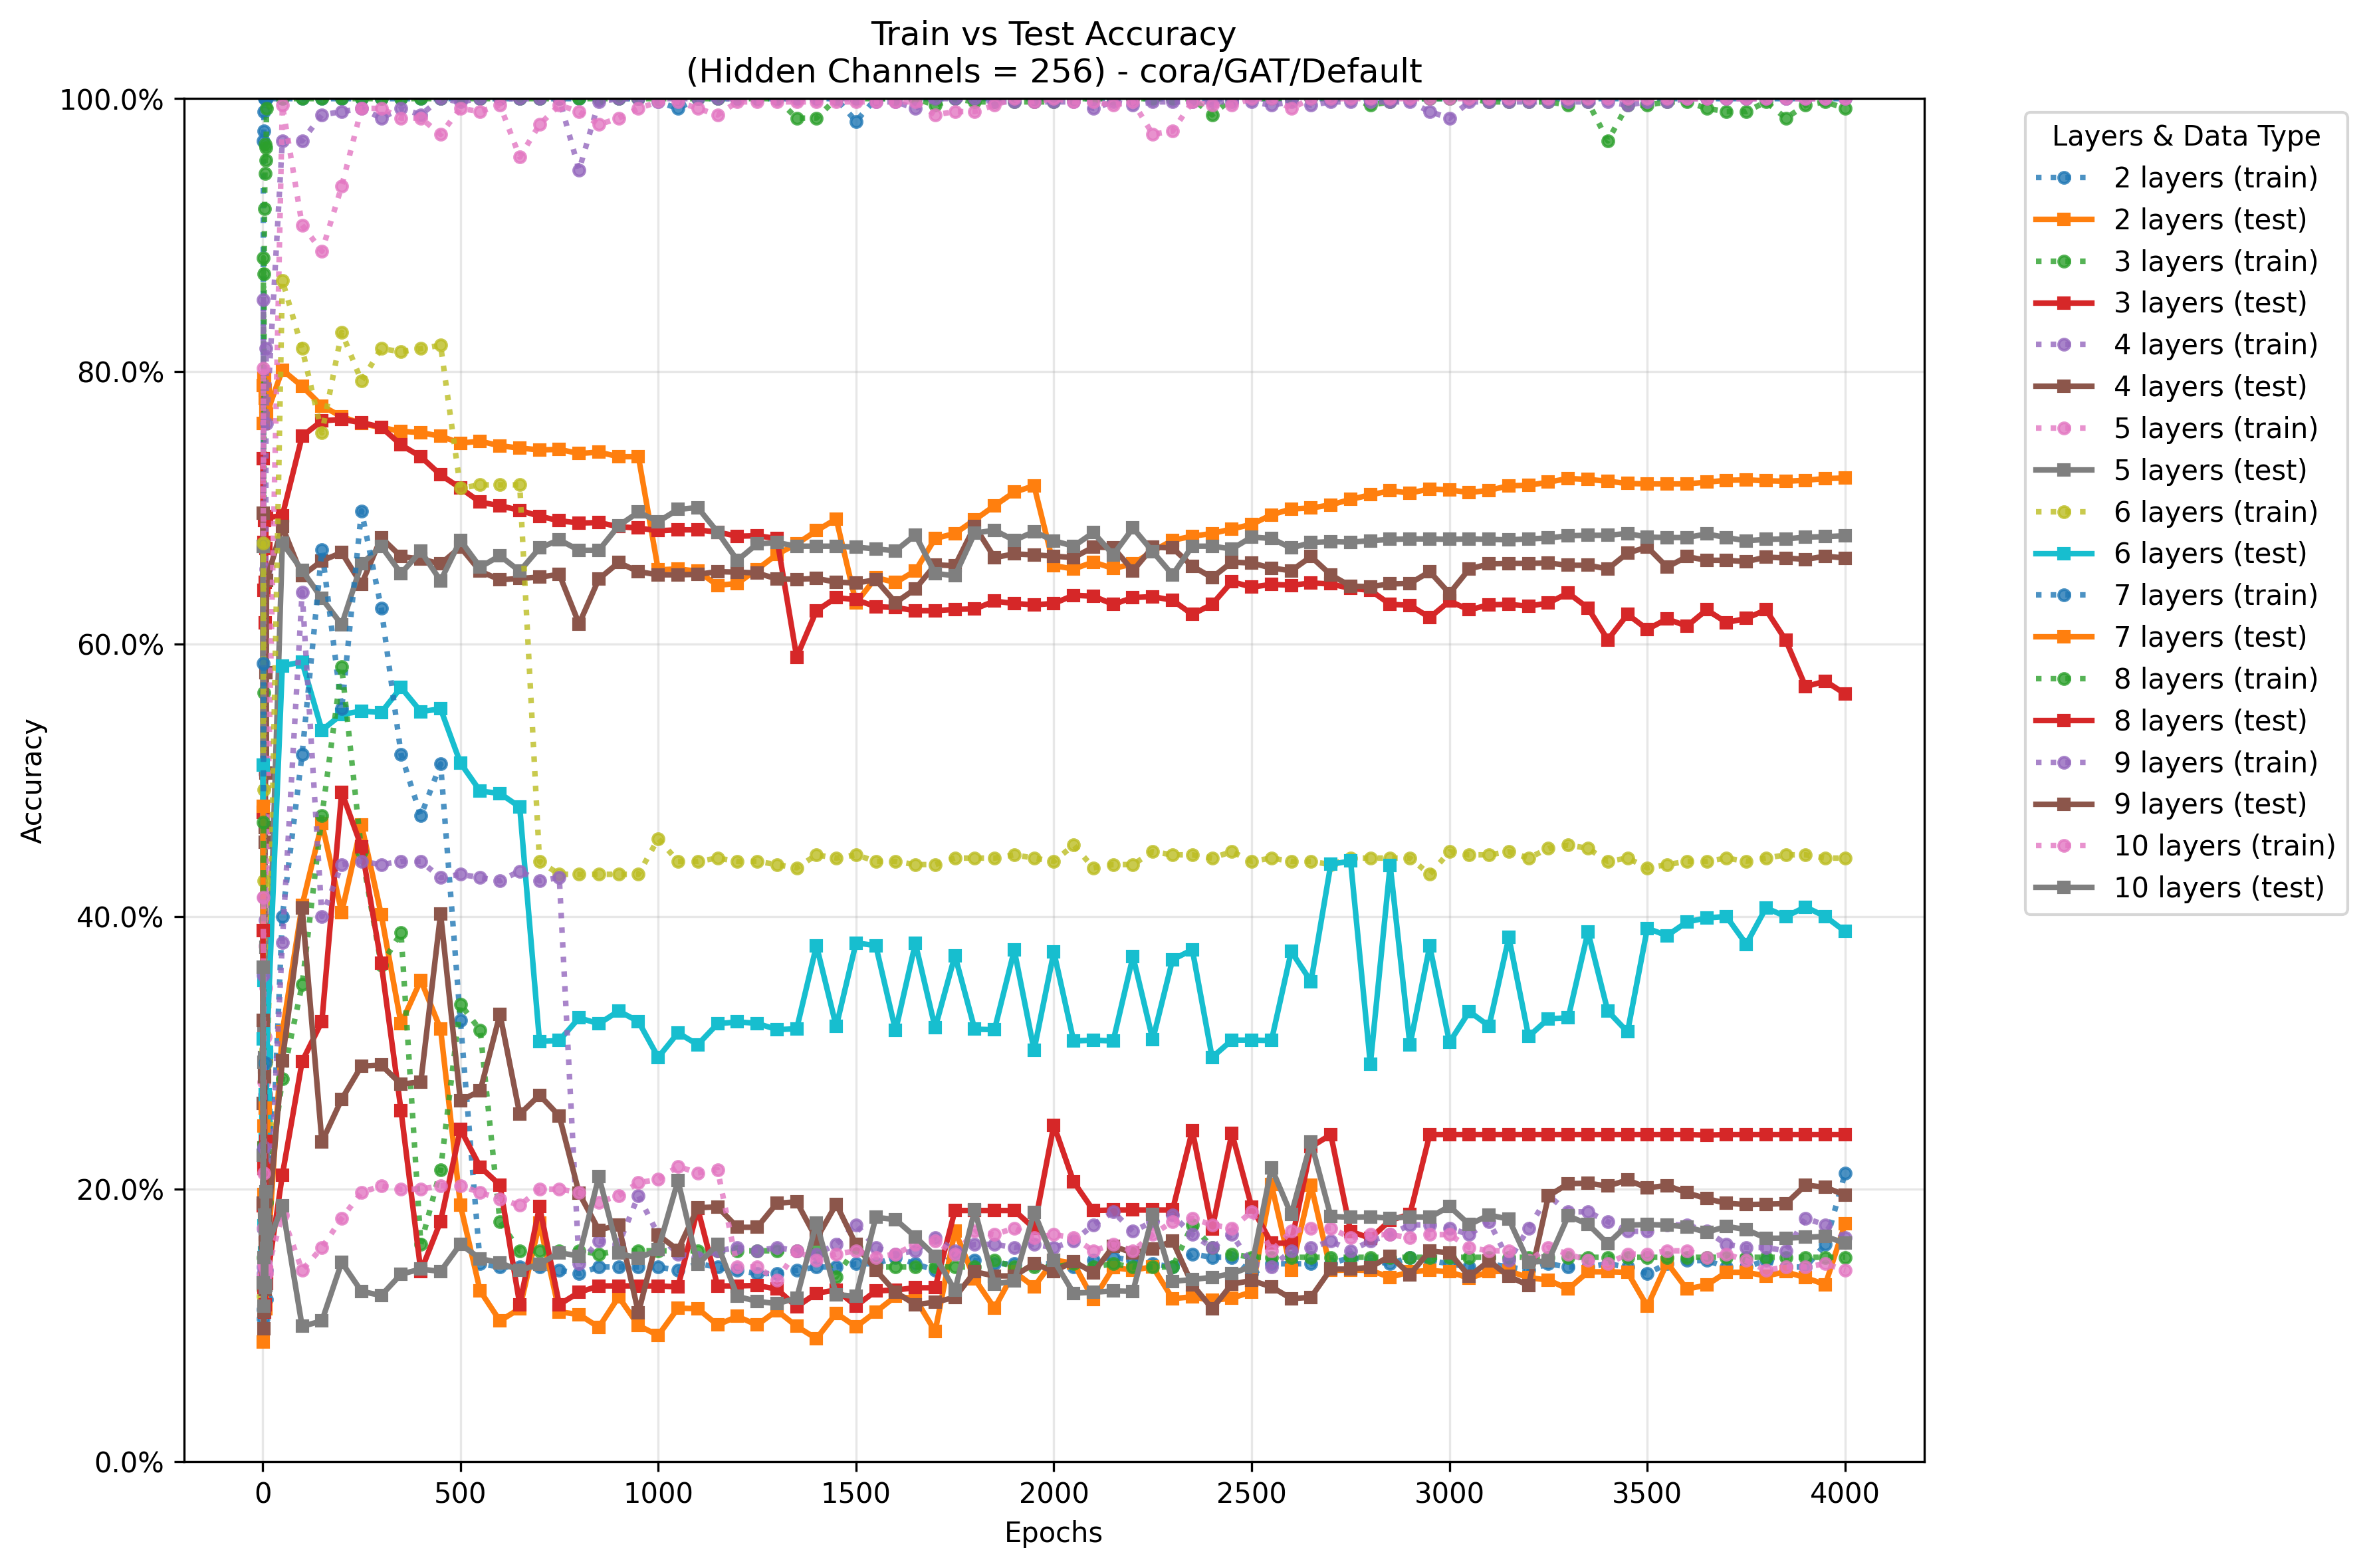 Train vs Test Accuracy
(Hidden Channels = 256) - cora/GAT/Default
100.0%
80.0%
60.0%
40.0%
20.0%
0.0%
Accuracy
0 500 1000 1500 2000 2500 3000 3500 4000
Epochs
Layers & Data Type
2 layers (train)
2 layers (test)
3 layers (train)
3 layers (test)
4 layers (train)
4 layers (test)
5 layers (train)
5 layers (test)
6 layers (train)
6 layers (test)
7 layers (train)
7 layers (test)
8 layers (train)
8 layers (test)
9 layers (train)
9 layers (test)
10 layers (train)
10 layers (test)